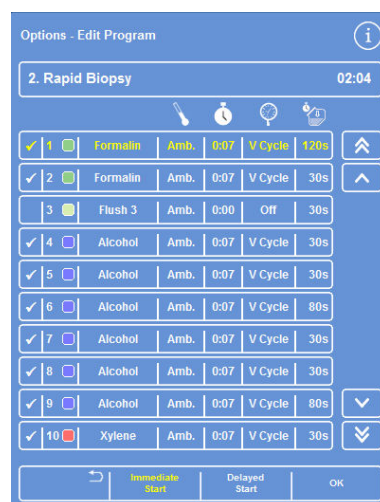 Options - Edit Program
i
2. Rapid Biopsy 02:04
✓ 1 Formalin Amb. 0:07 V Cycle 120s
✓ 2 Formalin Amb. 0:07 V Cycle 30s
3 Flush 3 Amb. 0:00 Off 30s
✓ 4 Alcohol Amb. 0:07 V Cycle 30s
✓ 5 Alcohol Amb. 0:07 V Cycle 30s
✓ 6 Alcohol Amb. 0:07 V Cycle 80s
✓ 7 Alcohol Amb. 0:07 V Cycle 30s
✓ 8 Alcohol Amb. 0:07 V Cycle 30s
✓ 9 Alcohol Amb. 0:07 V Cycle 80s
✓ 10 Xylene Amb. 0:07 V Cycle 30s
Immediate Start
Delayed Start
OK